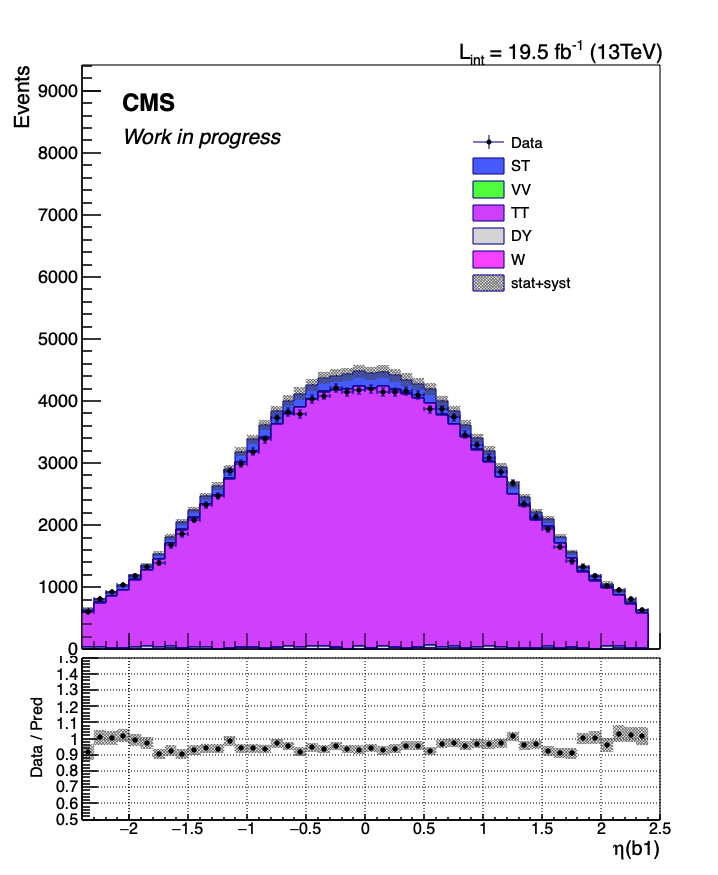 L_int = 19.5 fb^-1 (13TeV)
Events
CMS
Work in progress
Data
ST
VV
TT
DY
W
stat+syst
9000
8000
7000
6000
5000
4000
3000
2000
1000
0
Data / Pred
1.5
1.4
1.3
1.2
1.1
1
0.9
0.8
0.7
0.6
0.5
−2 −1.5 −1 −0.5 0 0.5 1 1.5 2 2.5
η(b1)